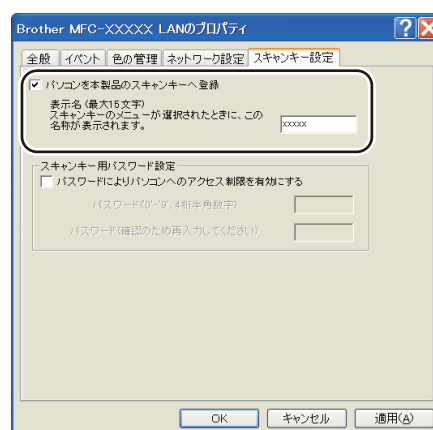 Brother MFC-XXXXX LANのプロパティ
全般 イベント 色の管理 ネットワーク設定 スキャンキー設定
パソコンを本製品のスキャンキーへ登録
表示名 (最大15文字)
スキャンキーのメニューが選択されたときに、この
名称が表示されます。
xxxxx
スキャンキー用パスワード設定
パスワードによりパソコンへのアクセス制限を有効にする
パスワード('0'-'9', 4桁半角数字)
パスワード(確認のため再入力してください)
OK キャンセル 適用(A)